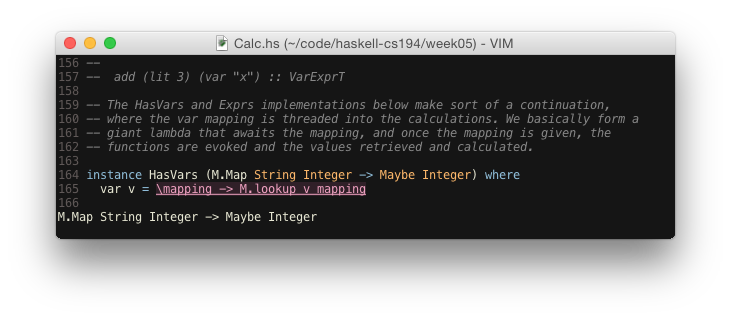 Calc.hs (~/code/haskell-cs194/week05) - VIM
156 --
157 --  add (lit 3) (var "x") :: VarExprT
158
159 -- The HasVars and Exprs implementations below make sort of a continuation,
160 -- where the var mapping is threaded into the calculations. We basically form a
161 -- giant lambda that awaits the mapping, and once the mapping is given, the
162 -- functions are evoked and the values retrieved and calculated.
163
164 instance HasVars (M.Map String Integer -> Maybe Integer) where
165   var v = \mapping -> M.lookup v mapping
166
M.Map String Integer -> Maybe Integer